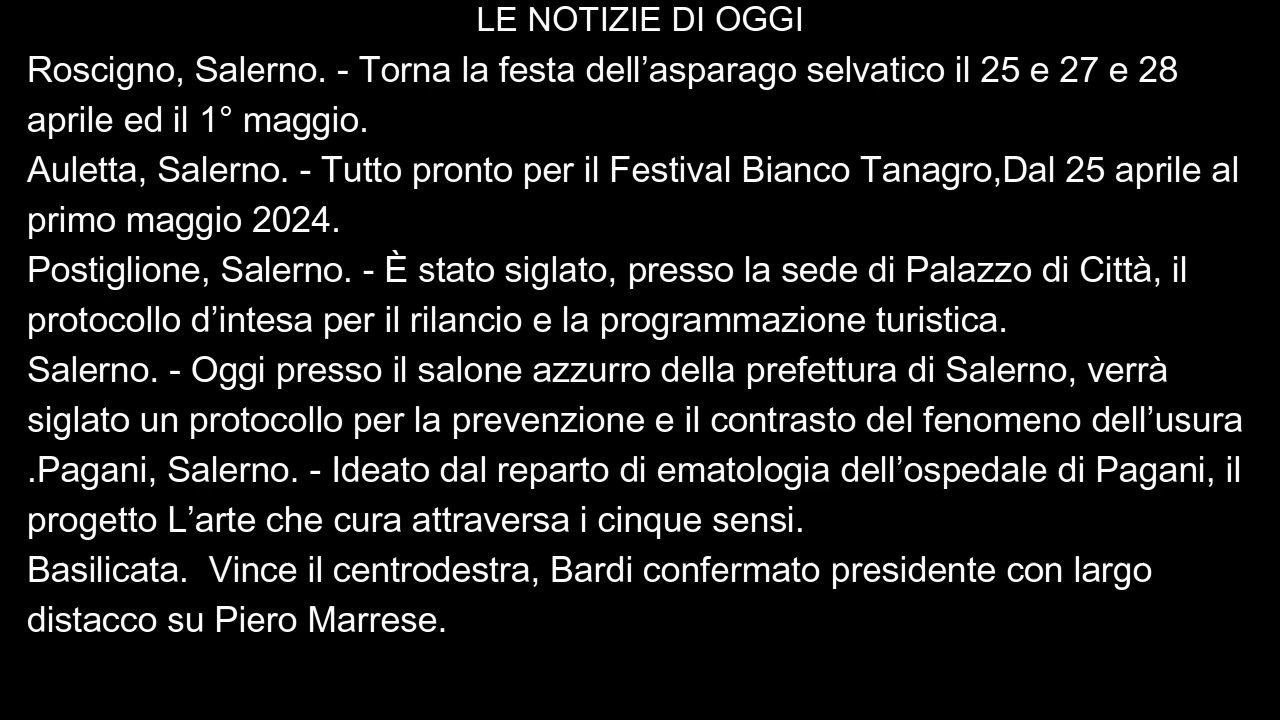 LE NOTIZIE DI OGGI
Roscigno, Salerno. - Torna la festa dell’asparago selvatico il 25 e 27 e 28
aprile ed il 1° maggio.
Auletta, Salerno. - Tutto pronto per il Festival Bianco Tanagro,Dal 25 aprile al
primo maggio 2024.
Postiglione, Salerno. - È stato siglato, presso la sede di Palazzo di Città, il
protocollo d’intesa per il rilancio e la programmazione turistica.
Salerno. - Oggi presso il salone azzurro della prefettura di Salerno, verrà
siglato un protocollo per la prevenzione e il contrasto del fenomeno dell’usura
.Pagani, Salerno. - Ideato dal reparto di ematologia dell’ospedale di Pagani, il
progetto L’arte che cura attraversa i cinque sensi.
Basilicata.  Vince il centrodestra, Bardi confermato presidente con largo
distacco su Piero Marrese.